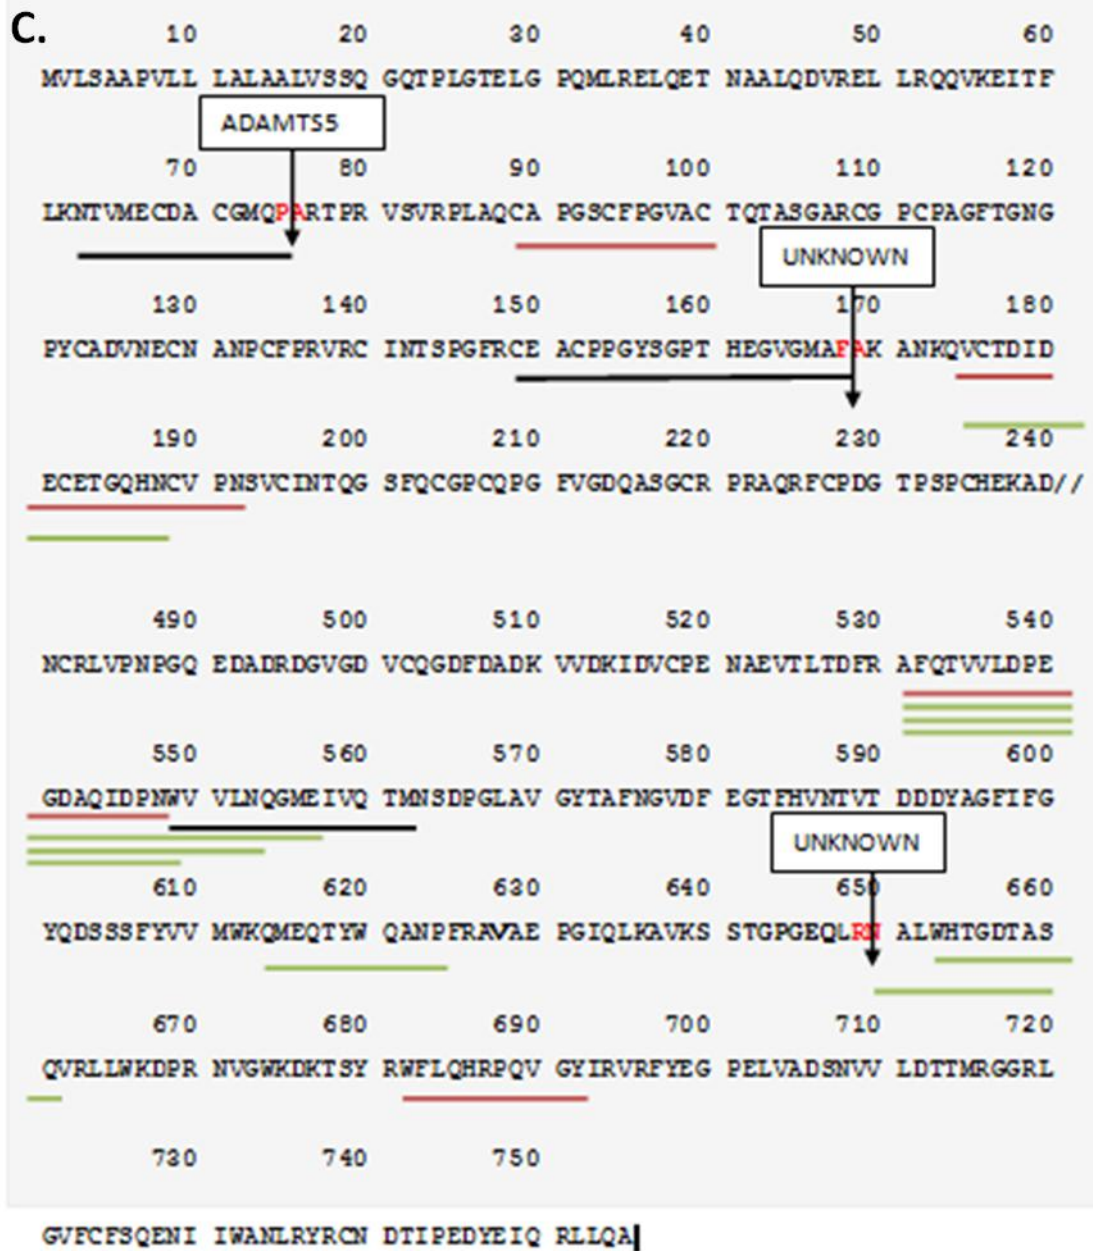 C.
10 20 30 40 50 60
MVLSAAPVLL LALAALVSSQ GQTPLGTELG PQMLRELQET NAALQDVREL LRQQVKEITF
ADAMTS5
70 80 90 100 110 120
LKNTVMECDA CGMQPARTPR VSVRPLAQCA PGSCFPGVAC TQTASGARCG PCPAGFTGNG
UNKNOWN
130 140 150 160 170 180
PYCADVNECN ANPCFPRVRC INTSPGFRCE ACPPGYSGPT HEGVGMAFAK ANKQVCTDID
190 200 210 220 230 240
ECETGQHNCV PNSVCINTQG SFQCGPCQPG FVGDQASGCR PRAQRFCPDG TPSPCHEKAD//
490 500 510 520 530 540
NCRLVPNPGQ EDADRDGVGD VCQGDFDADK VVDKIDVCPE NAEVTLTDFR AFQTVVLDPE
550 560 570 580 590 600
GDAQIDPNWV VLNQGMEIVQ TMNSDPGLAV GYTAFNGVDF EGTFHVNTVT DDDYAGFIFG
UNKNOWN
610 620 630 640 650 660
YQDSSSFYVV MWKQMEQTYW QANPFRAVAE PGIQLKAVKS STGPGEQLRN ALWHTGDTAS
670 680 690 700 710 720
QVRLLWKDPR NVGWKDKTSY RWFLQHRPQV GYIRVRFYEG PELVADSNVV LDTTMRGGRL
730 740 750
GVFCFSQENI IWANLRYRCN DTIPEDYEIQ RLLQA